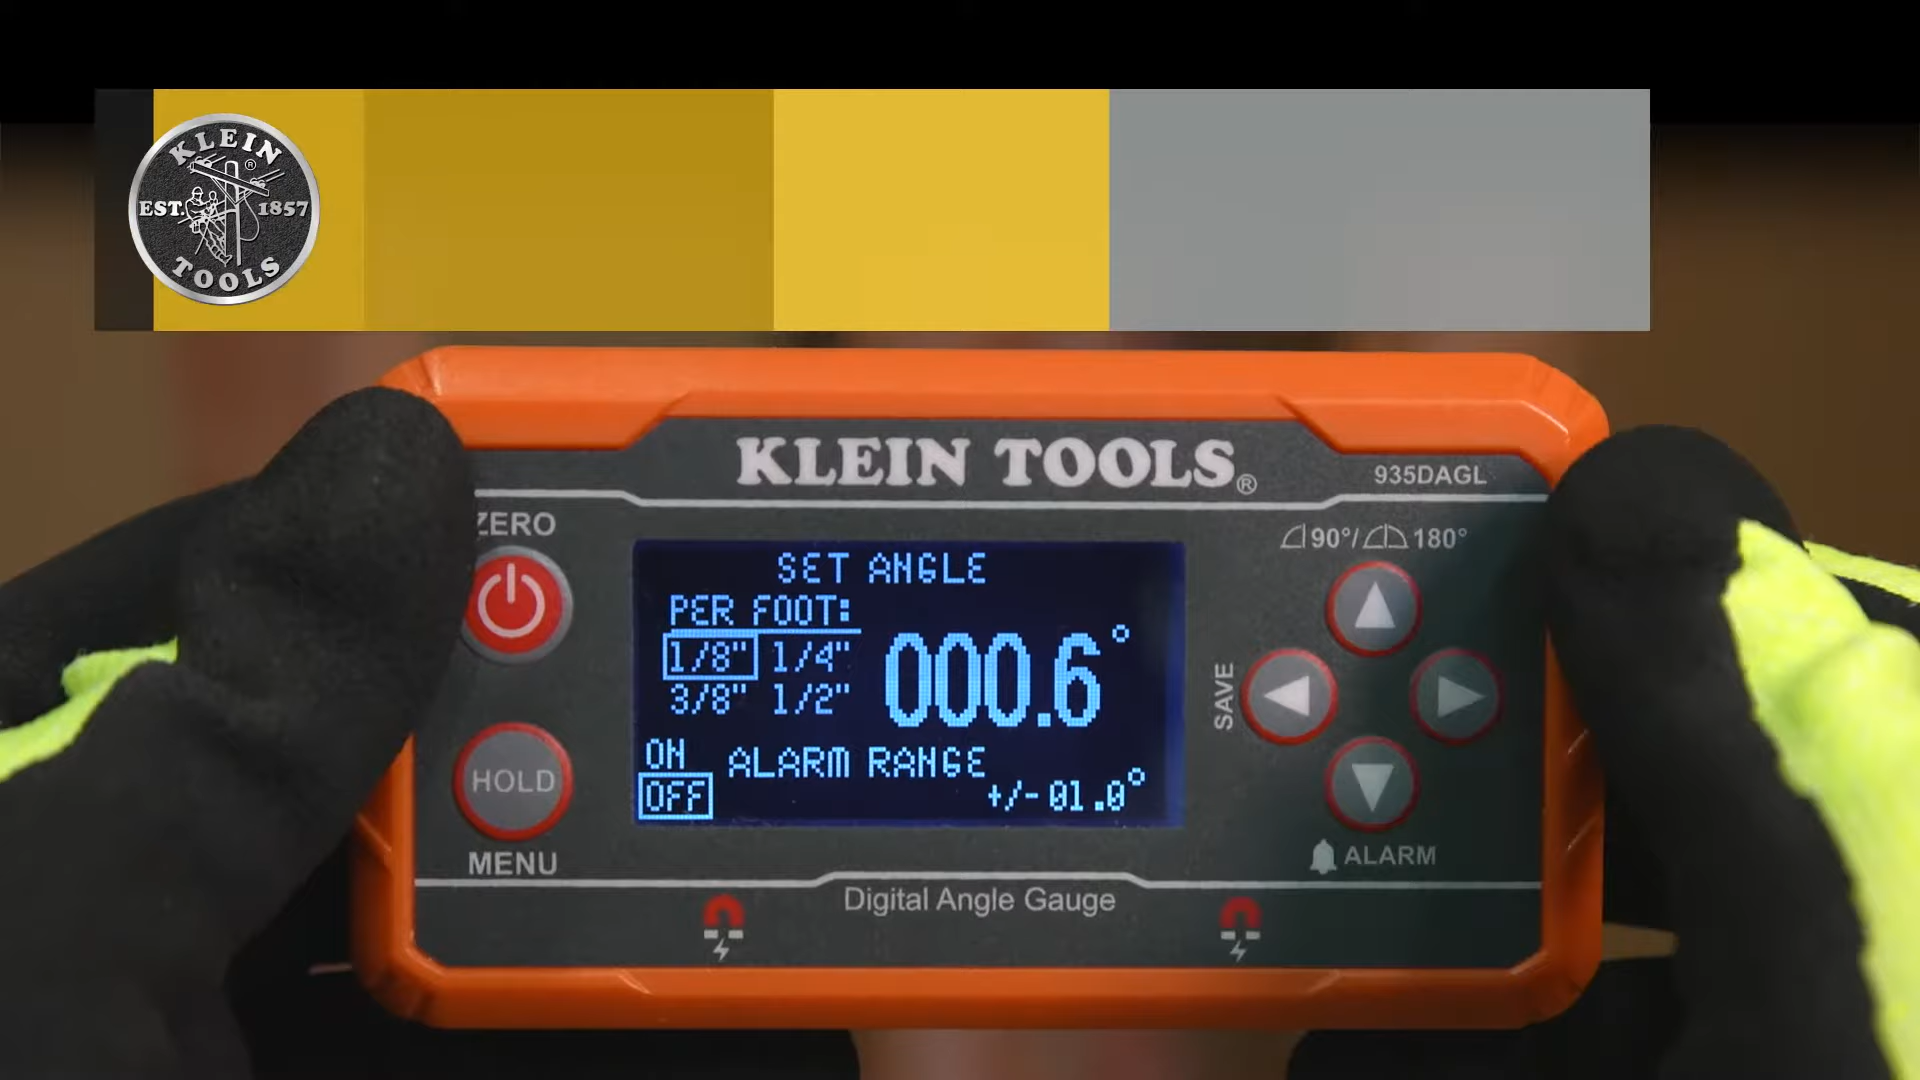 KLEIN
®
EST. 1857
TOOLS
KLEIN TOOLS®
935DAGL
ZERO
90°/ 180°
SET ANGLE
PER FOOT:
1/8" 1/4"
3/8" 1/2"
000.6°
ON
OFF
ALARM RANGE
+/- 01.0°
SAVE
HOLD
MENU
ALARM
Digital Angle Gauge